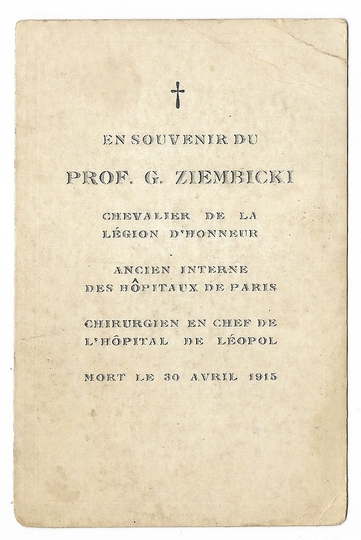 EN SOUVENIR DU
PROF. G. ZIEMBICKI
CHEVALIER DE LA
LÉGION D'HONNEUR
ANCIEN INTERNE
DES HÔPITAUX DE PARIS
CHIRURGIEN EN CHEF DE
L'HÔPITAL DE LÉOPOL
MORT LE 30 AVRIL 1915